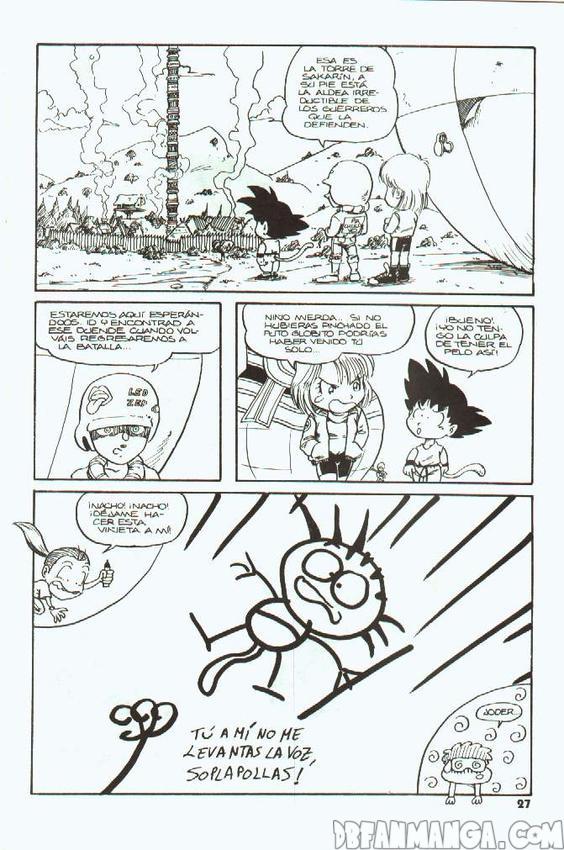 ESA ES
LA TORRE DE
SAKARÍN, A
SU PIE ESTÁ
LA ALDEA IRRE-
DUCTIBLE DE
LOS GUERREROS
QUE LA
DEFIENDEN.
ESTAREMOS AQUÍ ESPERÁN-
DOOS. ID Y ENCONTRAD A
ESE DUENDE CUANDO VOL-
VÁIS REGRESAREMOS A
LA BATALLA...
LED
ZEP
NIÑO MIERDA... SI NO
HUBIERAS PINCHADO EL
PUTO GLOBITO PODRÍAS
HABER VENIDO TÚ
SOLO...
¡BUENO!
¡YO NO TEN-
GO LA CULPA
DE TENER EL
PELO ASÍ!
¡NACHO! ¡NACHO!
¡DÉJAME HA-
CER ESTA
VIÑETA A MÍ!
TÚ A MÍ NO ME
LEVANTAS LA VOZ,
SOPLAPOLLAS!
JODER...
27
DBFANMANGA.COM